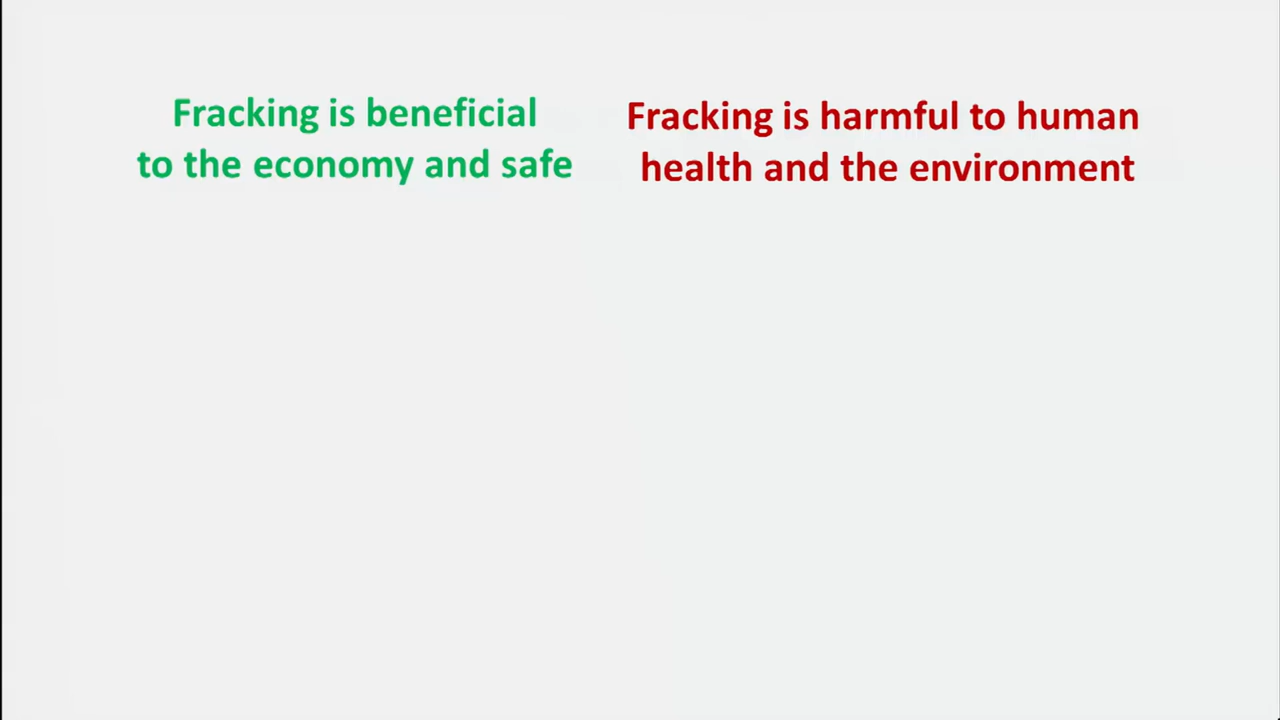 Fracking is beneficial
to the economy and safe
Fracking is harmful to human
health and the environment